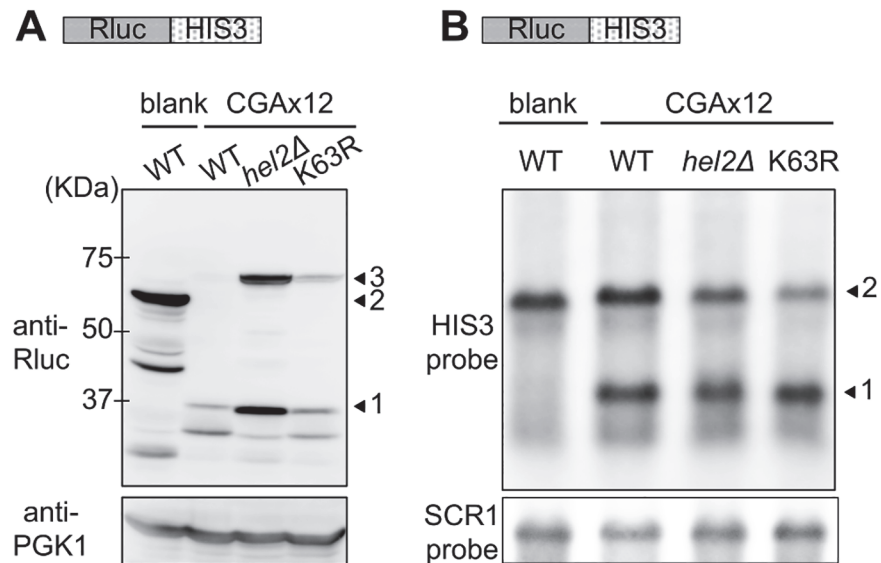 A Rluc HIS3
blank CGAx12
WT WT hel2Δ K63R
(KDa)
75
◄3
◄2
50
anti-
Rluc
37
◄1
anti-
PGK1
B Rluc HIS3
blank CGAx12
WT WT hel2Δ K63R
◄2
HIS3
probe
◄1
SCR1
probe